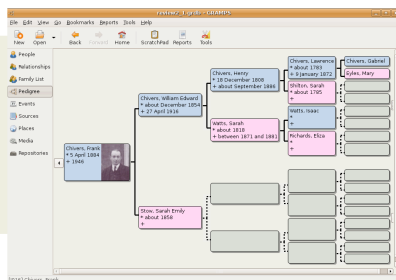 File Edit View Go Bookmarks Reports Tools Help
New Open Back Forward Home ScratchPad Reports Tools
People
Relationships
Family List
Pedigree
Events
Sources
Places
Media
Repositories
Chivers, Frank
* 5 April 1884
+ 1946
Chivers, William Edward
* about December 1854
+ 27 April 1916
Stow, Sarah Emily
* about 1858
+
Chivers, Henry
* 18 December 1808
+ about September 1886
Watts, Sarah
* about 1818
+ between 1871 and 1881
Chivers, Lawrence
* about 1783
+ 9 January 1872
Shilton, Sarah
* about 1785
+
Watts, Isaac
*
+
Richards, Eliza
*
+
Chivers, Gabriel
Eyles, Mary